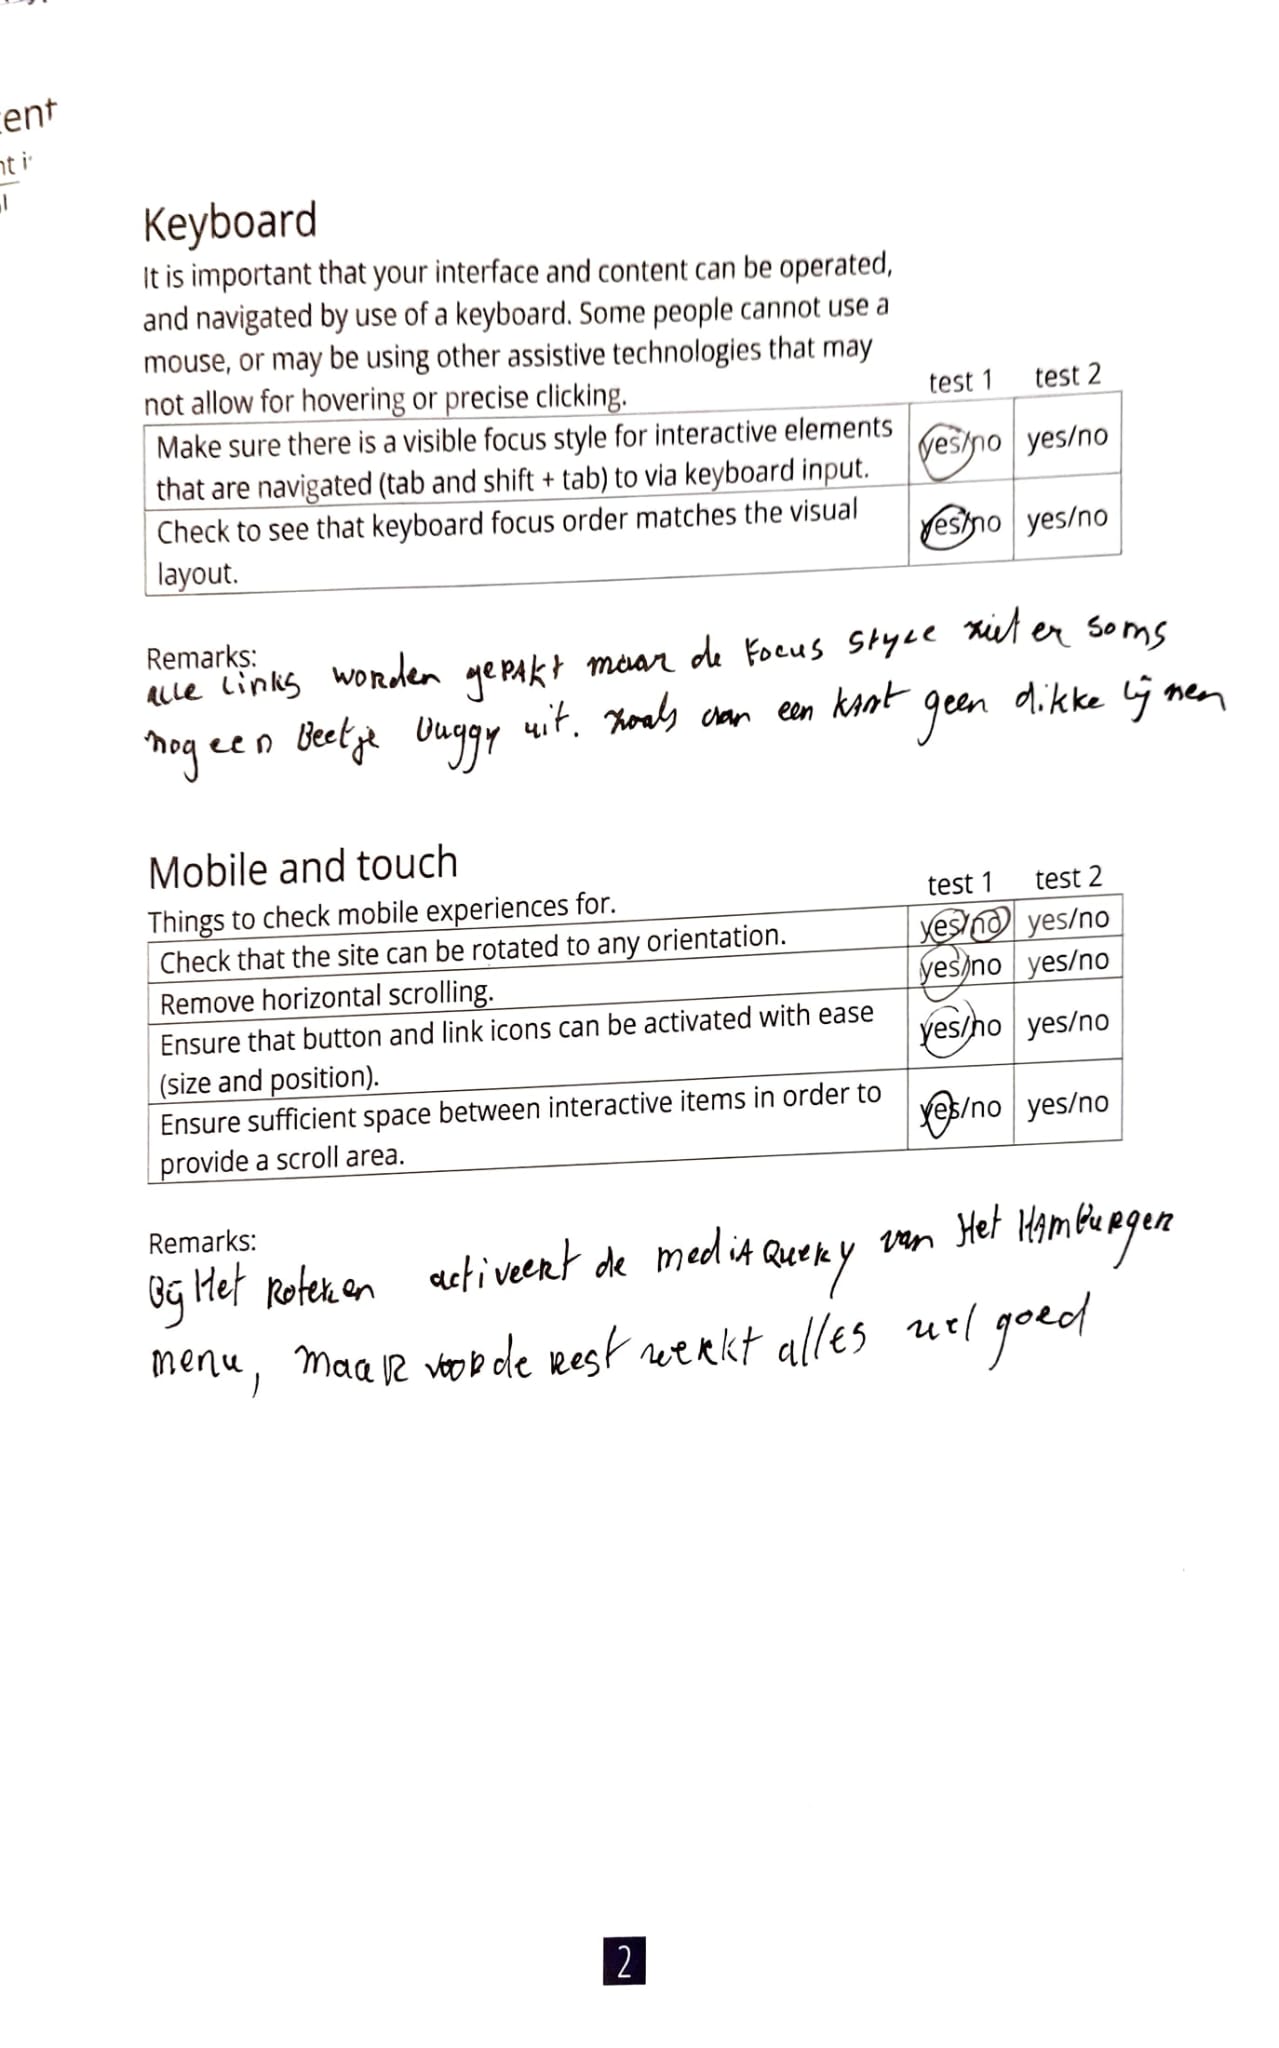 ent
nt i
Keyboard
It is important that your interface and content can be operated,
and navigated by use of a keyboard. Some people cannot use a
mouse, or may be using other assistive technologies that may
not allow for hovering or precise clicking.
test 1 test 2
Make sure there is a visible focus style for interactive elements yes/no yes/no
that are navigated (tab and shift + tab) to via keyboard input.
Check to see that keyboard focus order matches the visual yes/no yes/no
layout.
Remarks:
alle links worden gepakt maar de focus style ziet er soms
nog een Beetje buggy uit. zoals aan een kant geen dikke lijnen
Mobile and touch
Things to check mobile experiences for.
test 1 test 2
Check that the site can be rotated to any orientation. yes/no yes/no
Remove horizontal scrolling. yes/no yes/no
Ensure that button and link icons can be activated with ease yes/no yes/no
(size and position).
Ensure sufficient space between interactive items in order to yes/no yes/no
provide a scroll area.
Remarks:
Bij Het activeert de media Query van Het Hamburger
menu, maar voor de rest werkt alles wel goed
2